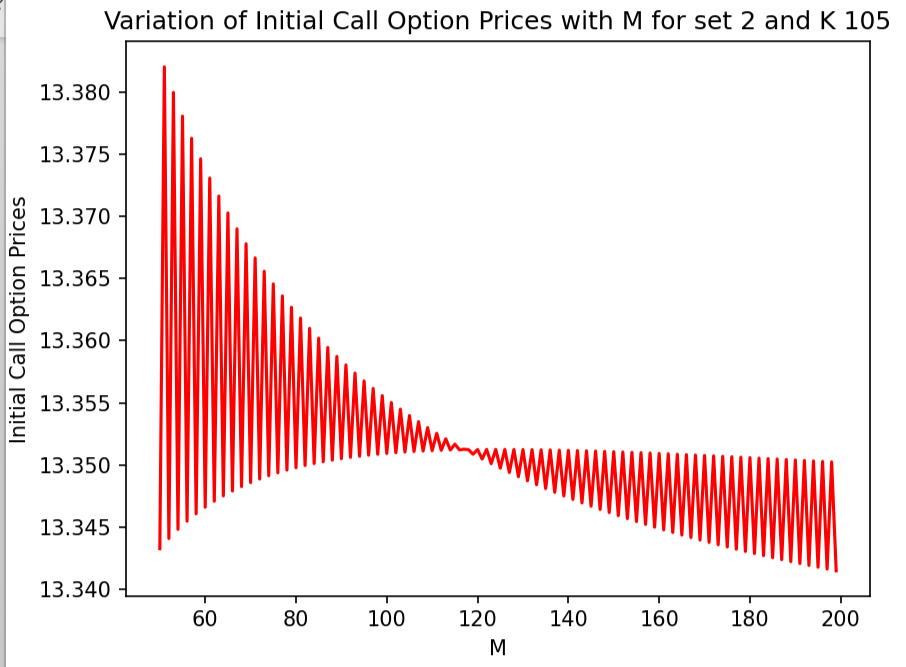 Variation of Initial Call Option Prices with M for set 2 and K 105
Initial Call Option Prices
13.380
13.375
13.370
13.365
13.360
13.355
13.350
13.345
13.340
60 80 100 120 140 160 180 200
M